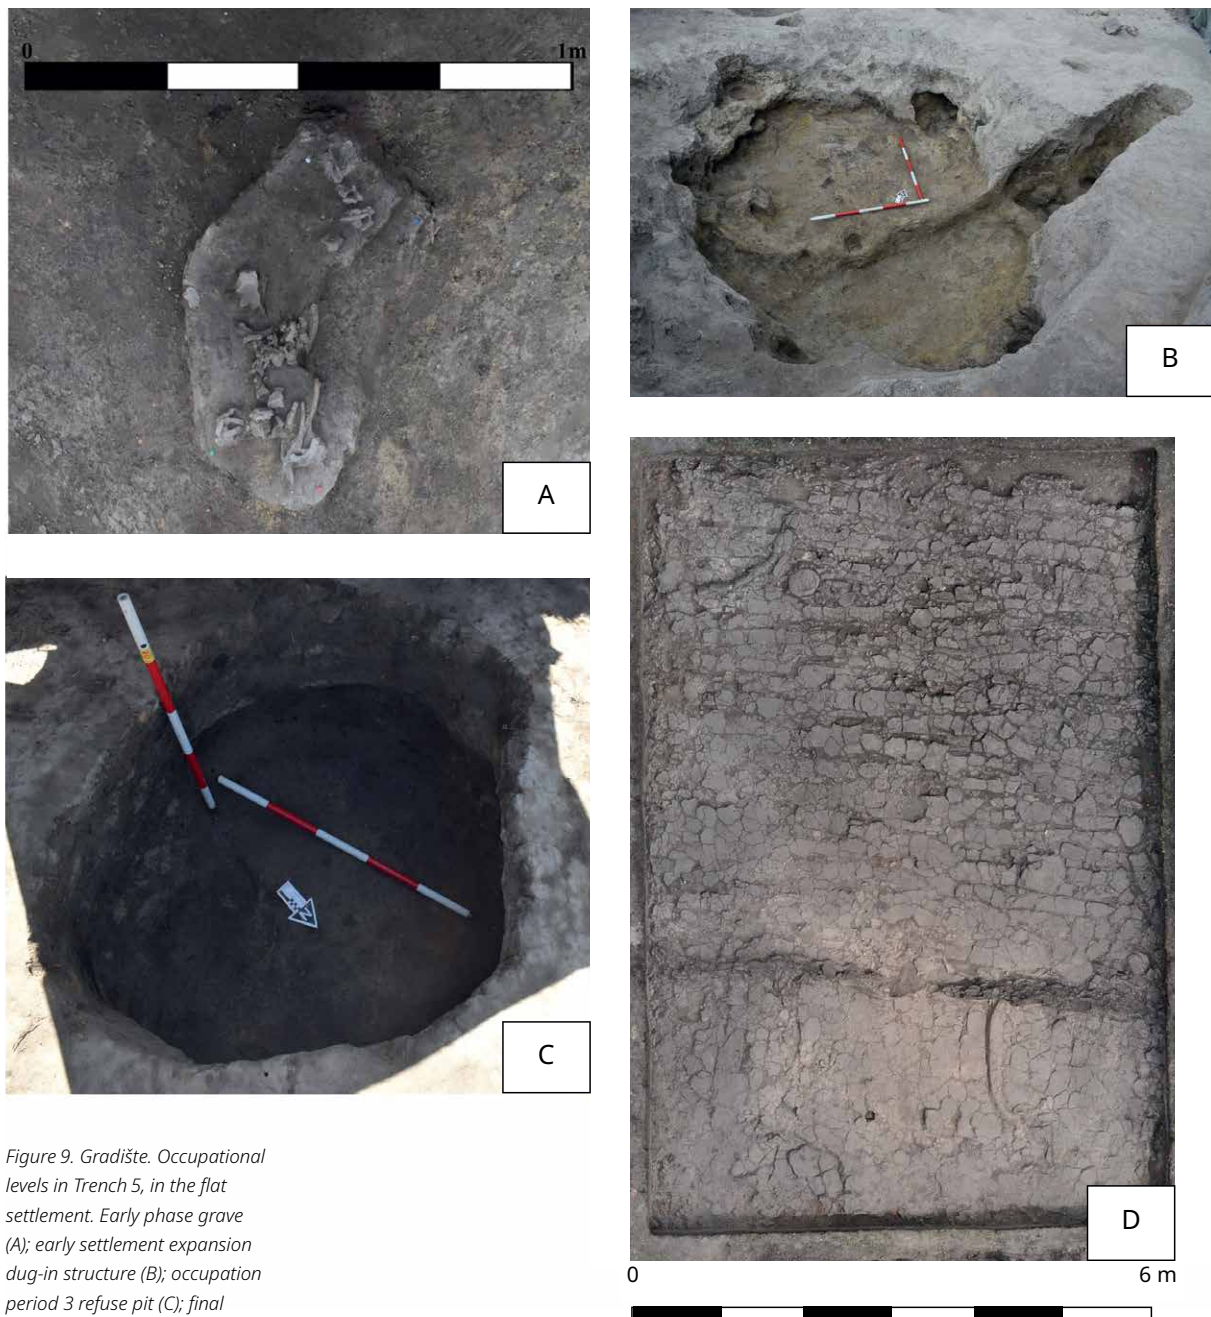 0
1m
A
B
C
D
0
6 m
Figure 9. Gradište. Occupational
levels in Trench 5, in the flat
settlement. Early phase grave
(A); early settlement expansion
dug-in structure (B); occupation
period 3 refuse pit (C); final